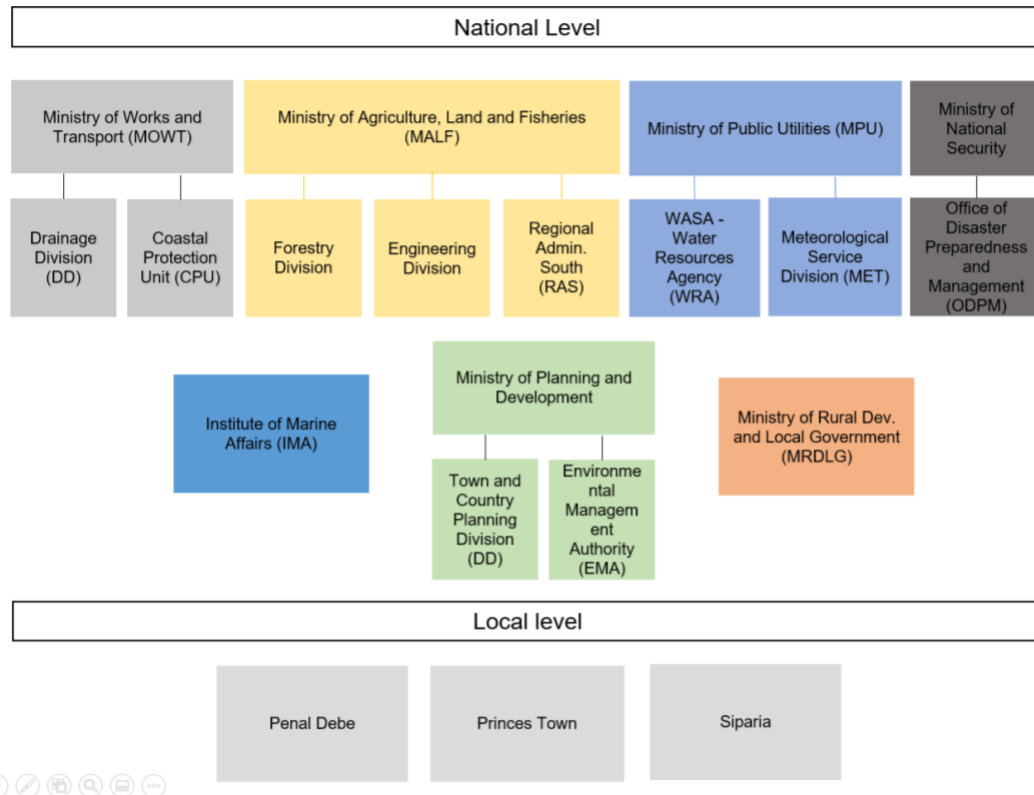 National Level
Ministry of Works and
Transport (MOWT)
Ministry of Agriculture, Land and Fisheries
(MALF)
Ministry of Public Utilities (MPU)
Ministry of
National
Security
Drainage
Division
(DD)
Coastal
Protection
Unit (CPU)
Forestry
Division
Engineering
Division
Regional
Admin.
South
(RAS)
WASA -
Water
Resources
Agency
(WRA)
Meteorological
Service
Division (MET)
Office of
Disaster
Preparedness
and
Management
(ODPM)
Institute of Marine
Affairs (IMA)
Ministry of Planning and
Development
Ministry of Rural Dev.
and Local Government
(MRDLG)
Town and
Country
Planning
Division
(DD)
Environme
ntal
Managem
ent
Authority
(EMA)
Local level
Penal Debe
Princes Town
Siparia